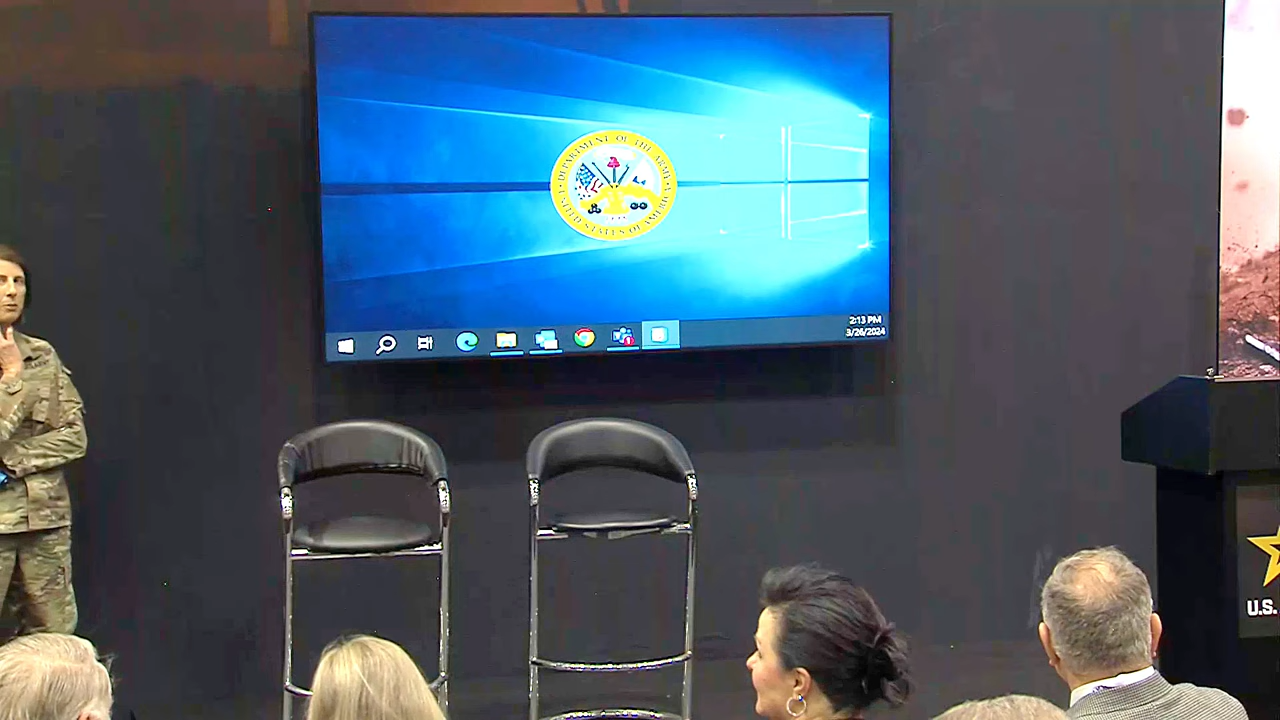 DEPARTMENT OF THE ARMY
UNITED STATES OF AMERICA
2:13 PM
3/26/2024
U.S.